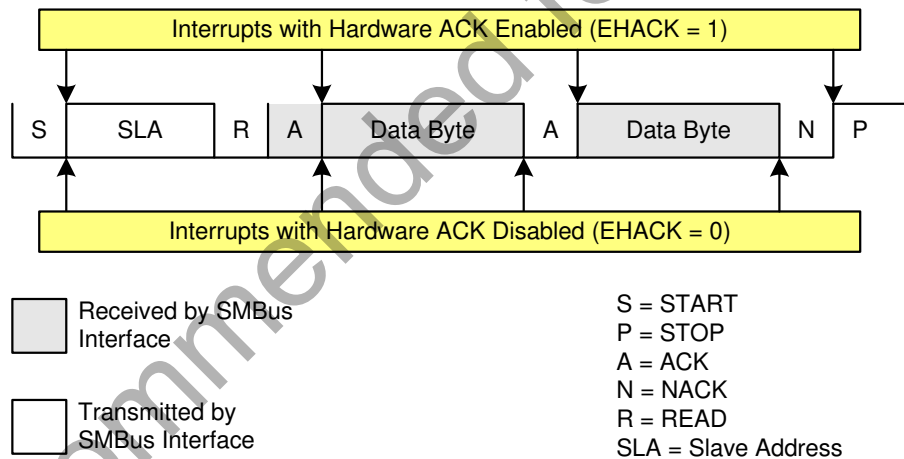 Interrupts with Hardware ACK Enabled (EHACK = 1)
S SLA R A Data Byte A Data Byte N P
Interrupts with Hardware ACK Disabled (EHACK = 0)
Received by SMBus
Interface
Transmitted by
SMBus Interface
S = START
P = STOP
A = ACK
N = NACK
R = READ
SLA = Slave Address